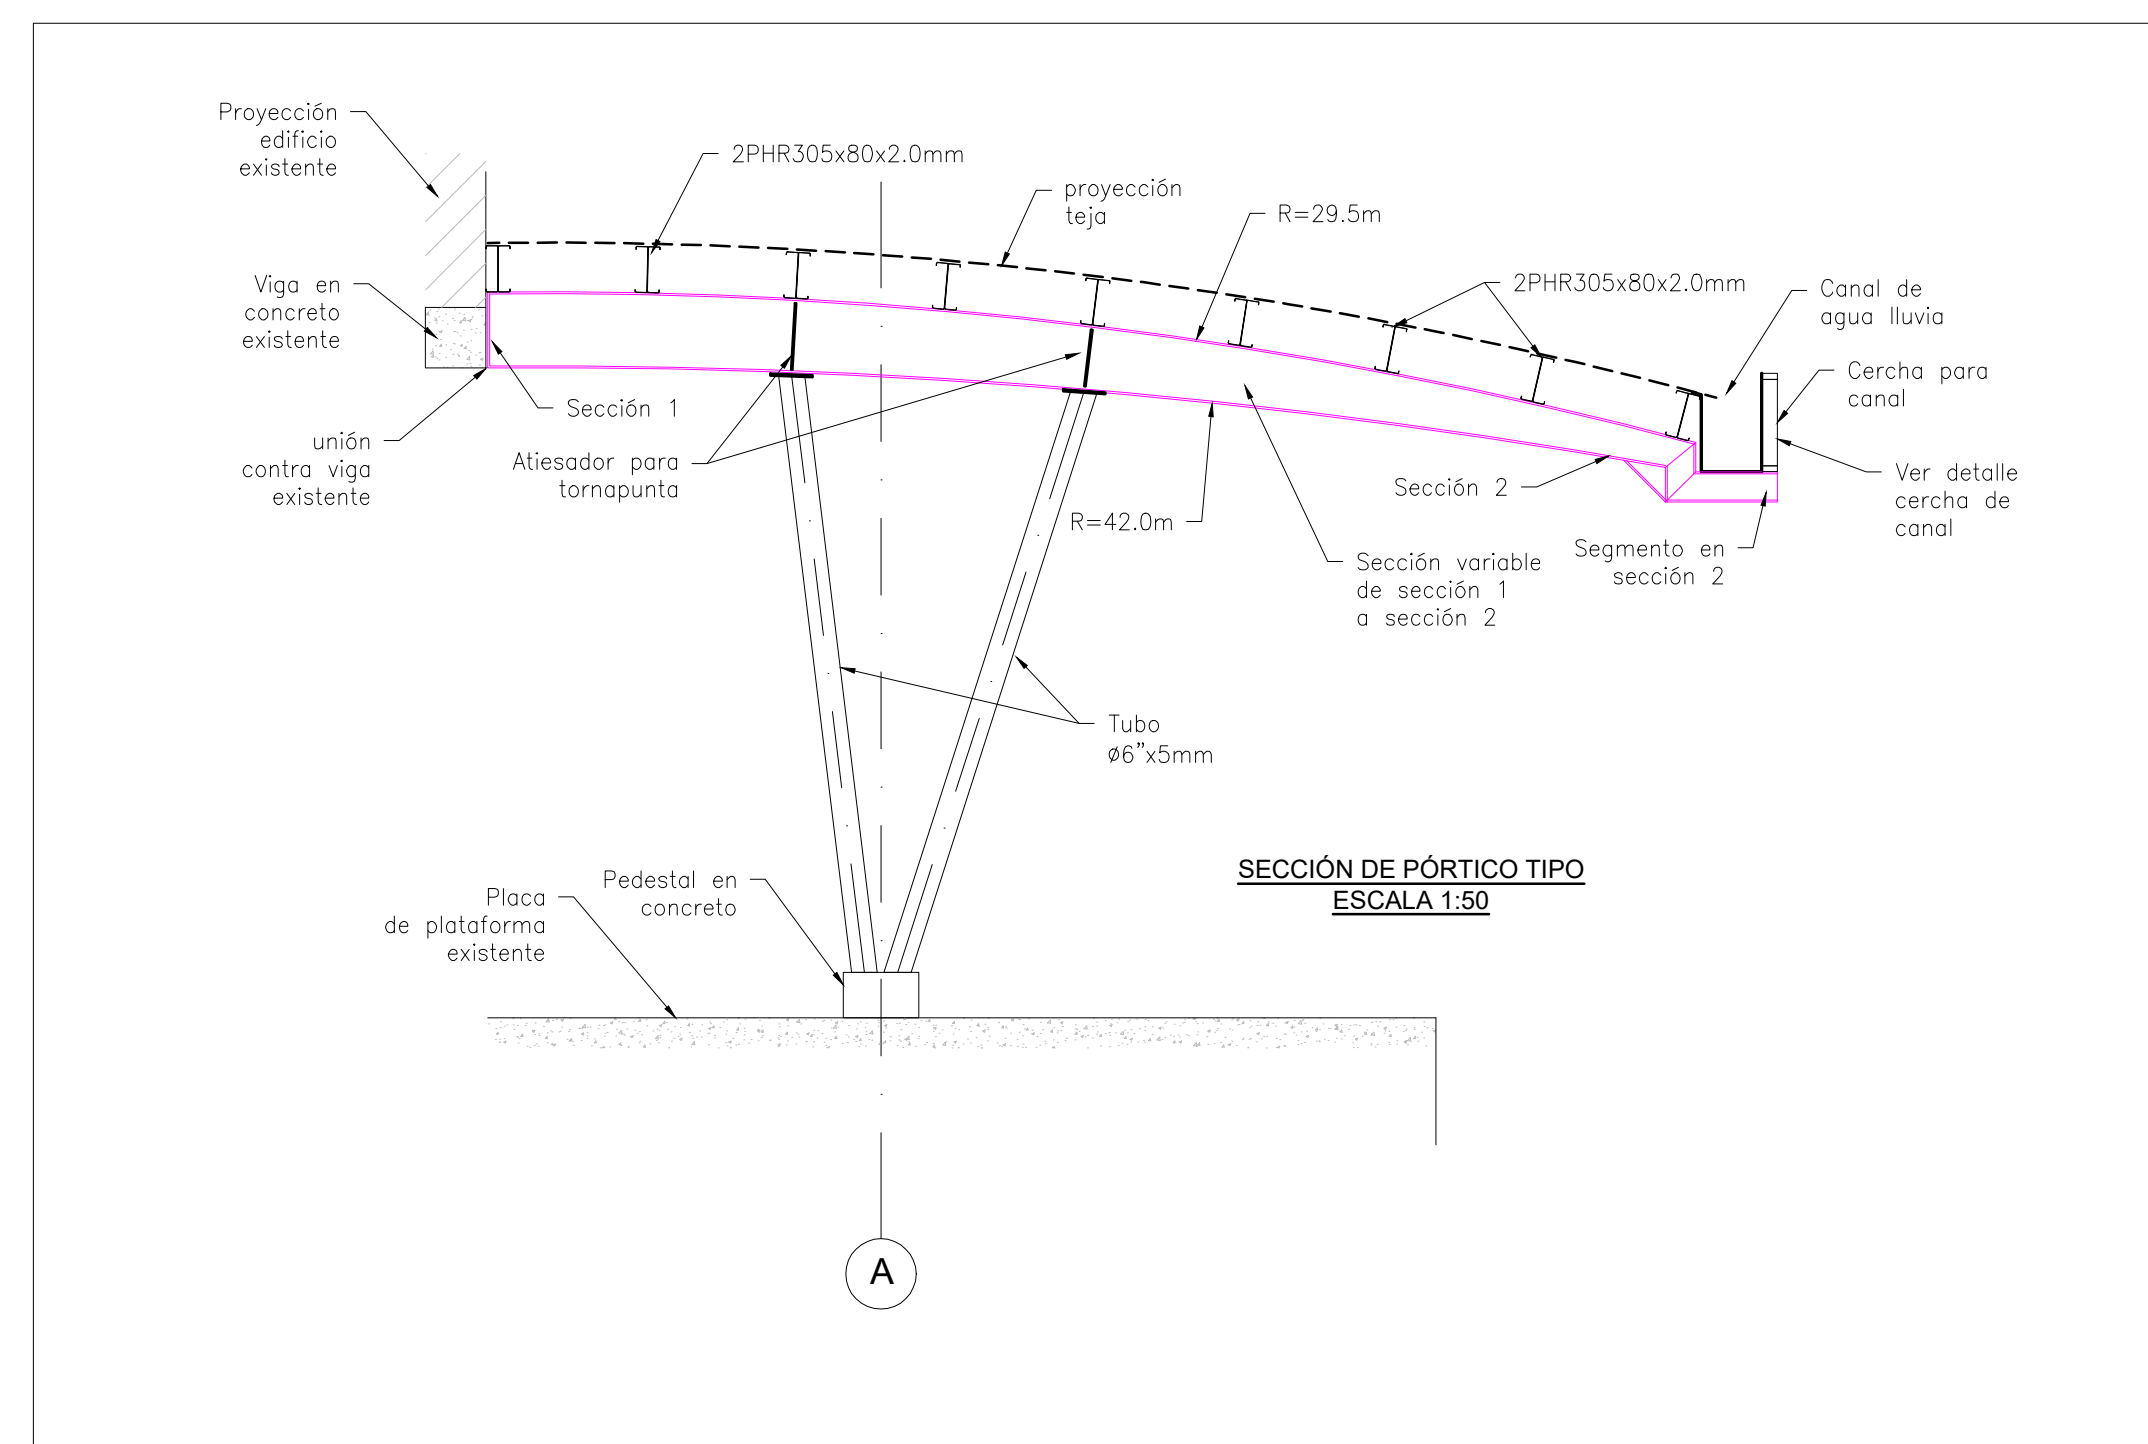 Proyección
edificio
existente
2PHR305x80x2.0mm
proyección
teja
R=29.5m
Viga en
concreto
existente
2PHR305x80x2.0mm
Canal de
agua lluvia
Cercha para
canal
Sección 1
unión
contra viga
existente
Atiesador para
tornapunta
Sección 2
Ver detalle
cercha de
canal
R=42.0m
Sección variable
de sección 1
a sección 2
Segmento en
sección 2
Tubo
ø6”x5mm
SECCIÓN DE PÓRTICO TIPO
ESCALA 1:50
Pedestal en
concreto
Placa
de plataforma
existente
A